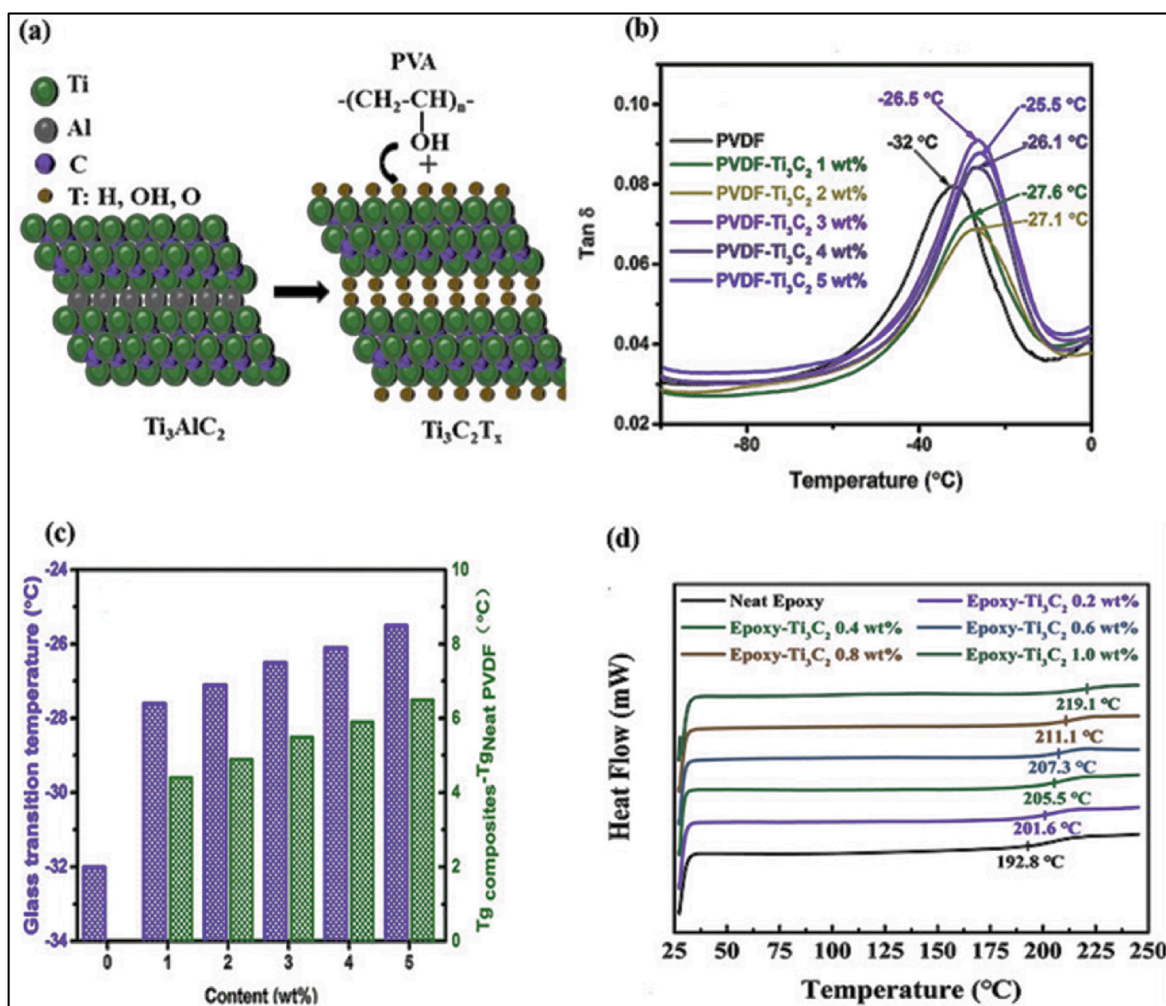 (a)
Ti
Al
C
T: H, OH, O
PVA
-(CH₂-CH)ₙ-
OH
+
Ti₃AlC₂
Ti₃C₂Tₓ
(b)
Tan δ
0.10
0.08
0.06
0.04
0.02
PVDF
PVDF-Ti₃C₂ 1 wt%
PVDF-Ti₃C₂ 2 wt%
PVDF-Ti₃C₂ 3 wt%
PVDF-Ti₃C₂ 4 wt%
PVDF-Ti₃C₂ 5 wt%
-32 °C
-26.5 °C
-25.5 °C
-26.1 °C
-27.6 °C
-27.1 °C
-80 -40 -20 0
Temperature (°C)
(c)
Glass transition temperature (°C)
-24
-26
-28
-30
-32
-34
10
8
6
4
2
0
Tg composites-Tg Neat PVDF (°C)
0 1 2 3 4 5
Content (wt%)
(d)
Heat Flow (mW)
Neat Epoxy
Epoxy-Ti₃C₂ 0.2 wt%
Epoxy-Ti₃C₂ 0.4 wt%
Epoxy-Ti₃C₂ 0.6 wt%
Epoxy-Ti₃C₂ 0.8 wt%
Epoxy-Ti₃C₂ 1.0 wt%
219.1 °C
211.1 °C
207.3 °C
205.5 °C
201.6 °C
192.8 °C
25 50 75 100 125 150 175 200 225 250
Temperature (°C)